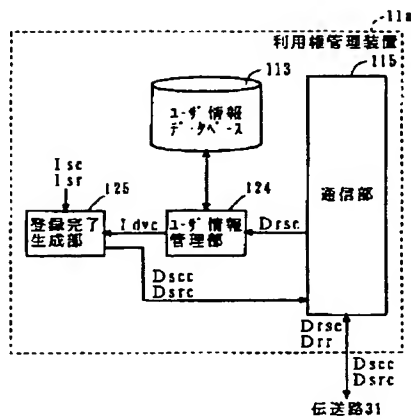 11a
利用権管理装置
113
115
ユーザ情報
データベース
通信部
Isc
Isr
125
124
登録完了
生成部
Idvc
ユーザ情報
管理部
Drsc
Dscc
Dsrc
Drsc
Drr
Dscc
Dsrc
伝送路31